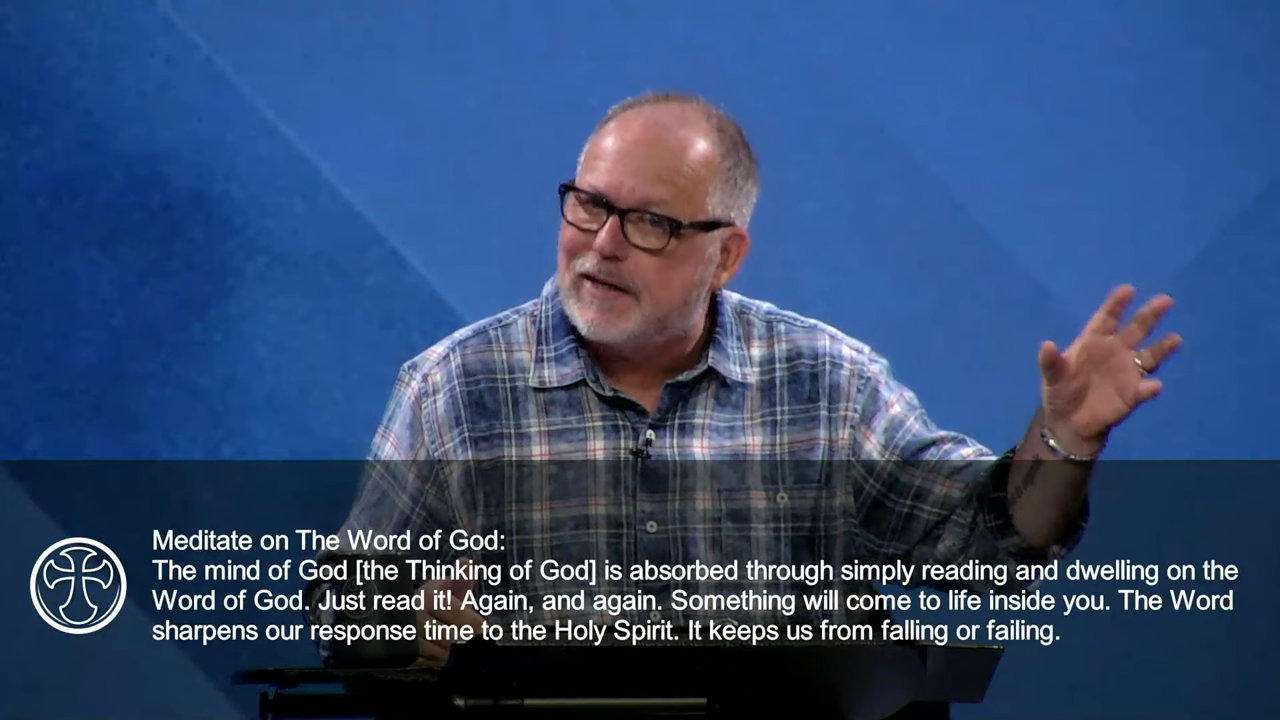 Meditate on The Word of God:
The mind of God [the Thinking of God] is absorbed through simply reading and dwelling on the
Word of God. Just read it! Again, and again. Something will come to life inside you. The Word
sharpens our response time to the Holy Spirit. It keeps us from falling or failing.